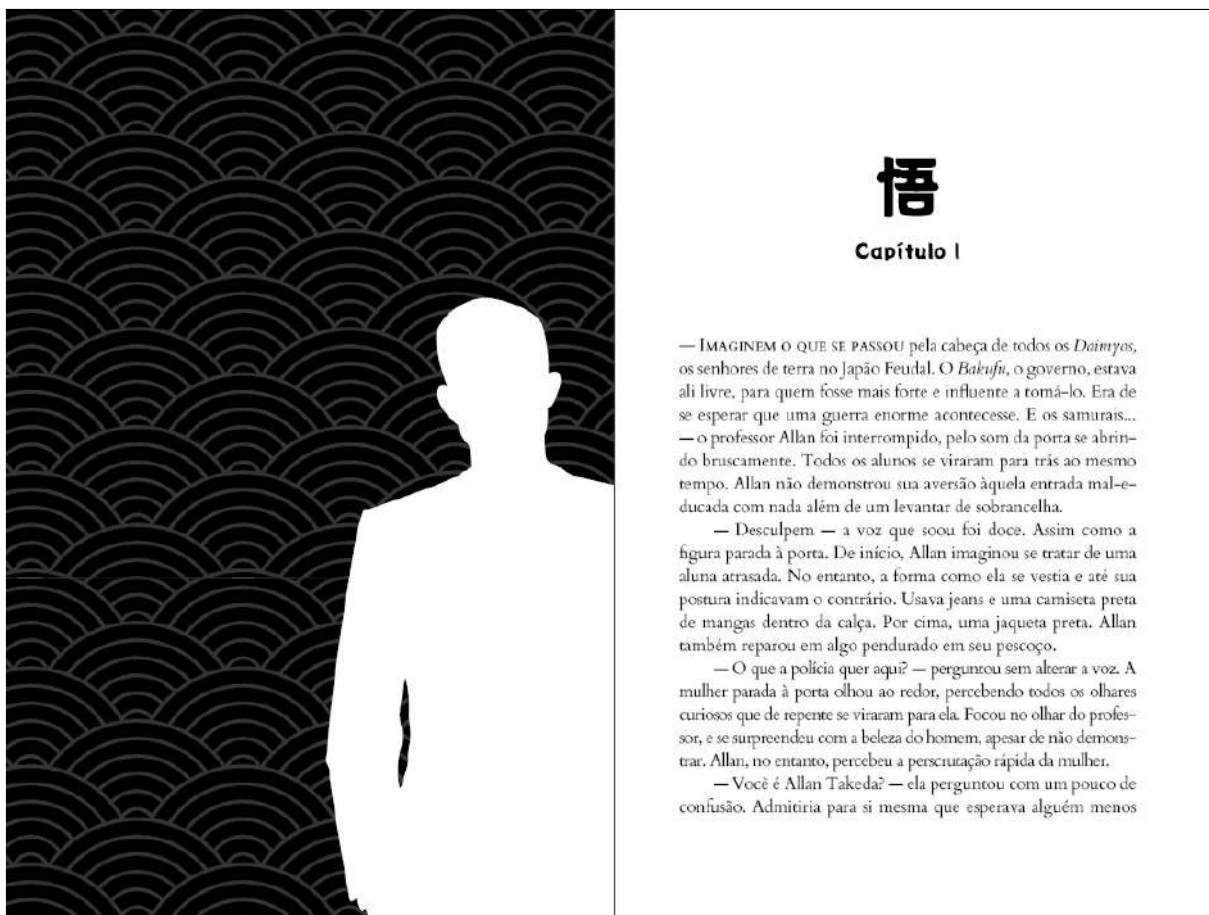 悟
Capítulo 1
— IMAGINEM O QUE SE PASSOU pela cabeça de todos os Daimyos,
os senhores de terra no Japão Feudal. O Bakufu, o governo, estava
ali livre, para quem fosse mais forte e influente a tomá-lo. Era de
se esperar que uma guerra enorme acontecesse. E os samurais...
— o professor Allan foi interrompido, pelo som da porta se abrin-
do bruscamente. Todos os alunos se viraram para trás ao mesmo
tempo. Allan não demonstrou sua aversão àquela entrada mal-e-
ducada com nada além de um levantar de sobrancelha.
— Desculpem — a voz que soou foi doce. Assim como a
figura parada à porta. De início, Allan imaginou se tratar de uma
aluna atrasada. No entanto, a forma como ela se vestia e até sua
postura indicavam o contrário. Usava jeans e uma camiseta preta
de mangas dentro da calça. Por cima, uma jaqueta preta. Allan
também reparou em algo pendurado em seu pescoço.
— O que a polícia quer aqui? — perguntou sem alterar a voz. A
mulher parada à porta olhou ao redor, percebendo todos os olhares
curiosos que de repente se viraram para ela. Focou no olhar do profes-
sor, e se surpreendeu com a beleza do homem, apesar de não demons-
trar. Allan, no entanto, percebeu a perscrutação rápida da mulher.
— Você é Allan Takeda? — ela perguntou com um pouco de
confusão. Admitiria para si mesma que esperava alguém menos